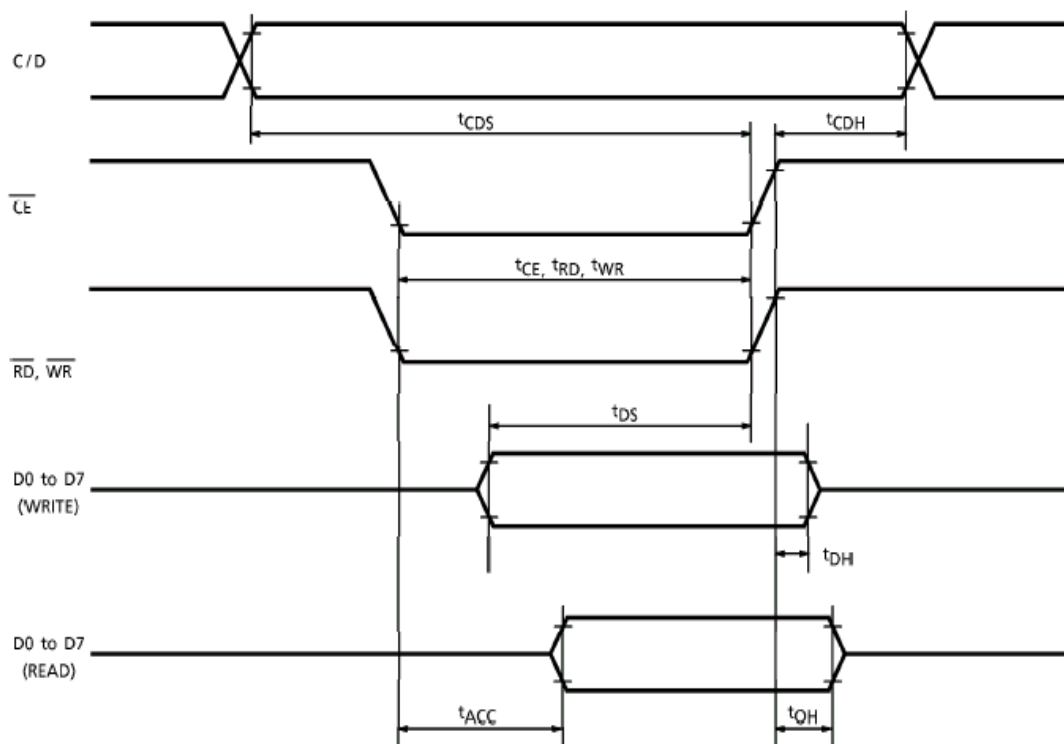 C/D
tCDS
tCDH
CE
tCE, tRD, tWR
RD, WR
tDS
D0 to D7
(WRITE)
tDH
D0 to D7
(READ)
tACC
tOH